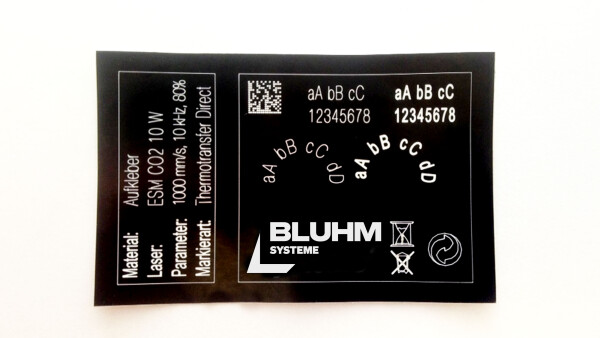 Material: Aufkleber
Laser: ESM CO2 10 W
Parameter: 1000 mm/s, 10 kHz, 80%
Markierart: Thermotransfer Direct
aA bB cC
12345678
aA bB cC
12345678
aA bB cC dD
aA bB cC dD
BLUHM
SYSTEME